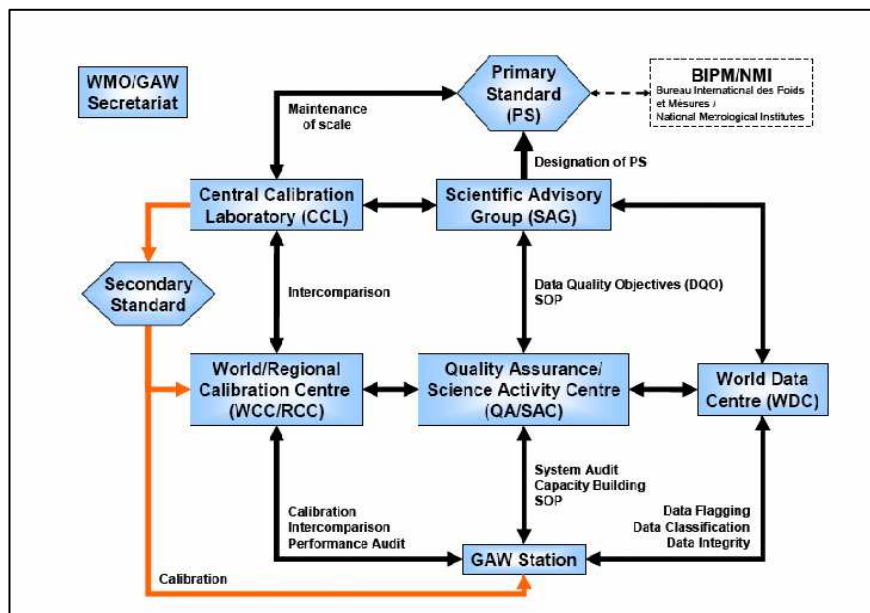 WMO/GAW
Secretariat
Primary
Standard
(PS)
BIPM/NMI
Bureau International des Foids
et Mésures /
National Metrological Institutes
Maintenance
of scale
Designation of PS
Central Calibration
Laboratory (CCL)
Scientific Advisory
Group (SAG)
Secondary
Standard
Intercomparison
Data Quality Objectives (DQO)
SOP
World/Regional
Calibration Centre
(WCC/RCC)
Quality Assurance/
Science Activity Centre
(QA/SAC)
World Data
Centre (WDC)
System Audit
Capacity Building
SOP
Calibration
Intercomparison
Performance Audit
Data Flagging
Data Classification
Data Integrity
GAW Station
Calibration